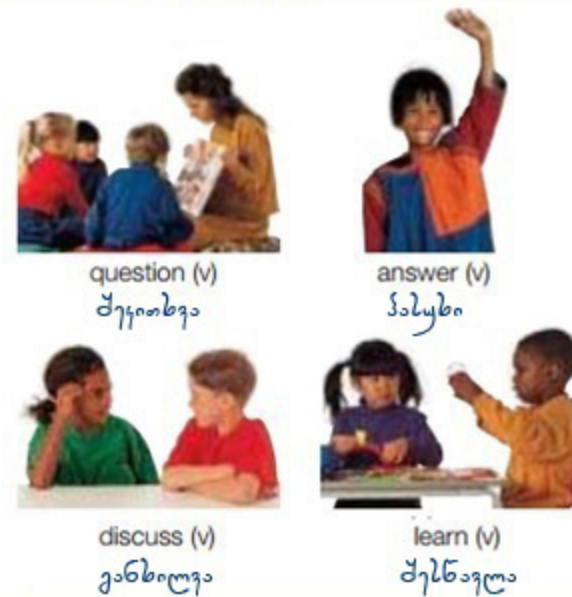 question (v) answer (v)
შეკითხვა პასუხი
discuss (v) learn (v)
განხილვა შესწავლა